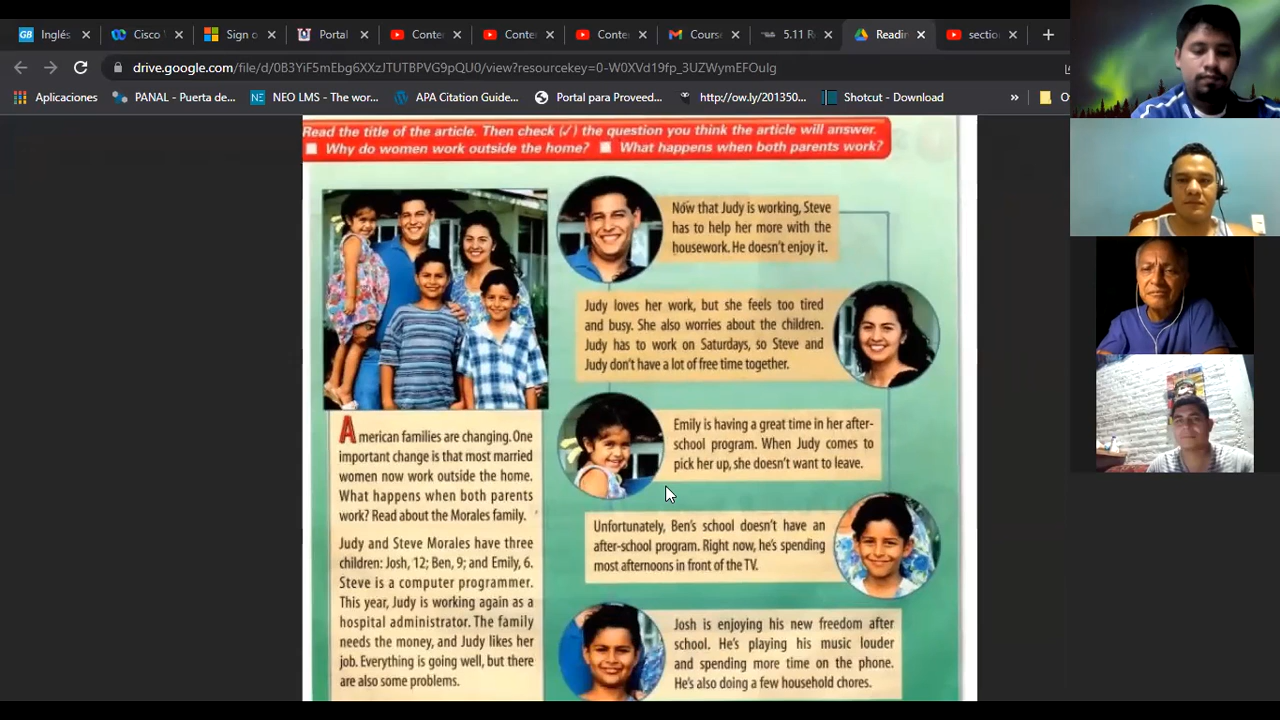 Inglés
Cisco
Sign o
Portal
Conte
Conte
Conte
Cours
5.11 R
Readin
sectio
drive.google.com/file/d/0B3YiF5mEbg6XXzJTUTBPVG9pQU0/view?resourcekey=0-W0XVd19fp_3UZWymEFOulg
Aplicaciones
PANAL - Puerta de...
NEO LMS - The wor...
APA Citation Guide...
Portal para Proveed...
http://ow.ly/201350...
Shotcut - Download
»
Read the title of the article. Then check (✓) the question you think the article will answer.
Why do women work outside the home? What happens when both parents work?
Now that Judy is working, Steve
has to help her more with the
housework. He doesn't enjoy it.
Judy loves her work, but she feels too tired
and busy. She also worries about the children.
Judy has to work on Saturdays, so Steve and
Judy don't have a lot of free time together.
Emily is having a great time in her after-
school program. When Judy comes to
pick her up, she doesn't want to leave.
Unfortunately, Ben's school doesn't have an
after-school program. Right now, he's spending
most afternoons in front of the TV.
Josh is enjoying his new freedom after
school. He's playing his music louder
and spending more time on the phone.
He's also doing a few household chores.
American families are changing. One
important change is that most married
women now work outside the home.
What happens when both parents
work? Read about the Morales family.
Judy and Steve Morales have three
children: Josh, 12; Ben, 9; and Emily, 6.
Steve is a computer programmer.
This year, Judy is working again as a
hospital administrator. The family
needs the money, and Judy likes her
job. Everything is going well, but there
are also some problems.